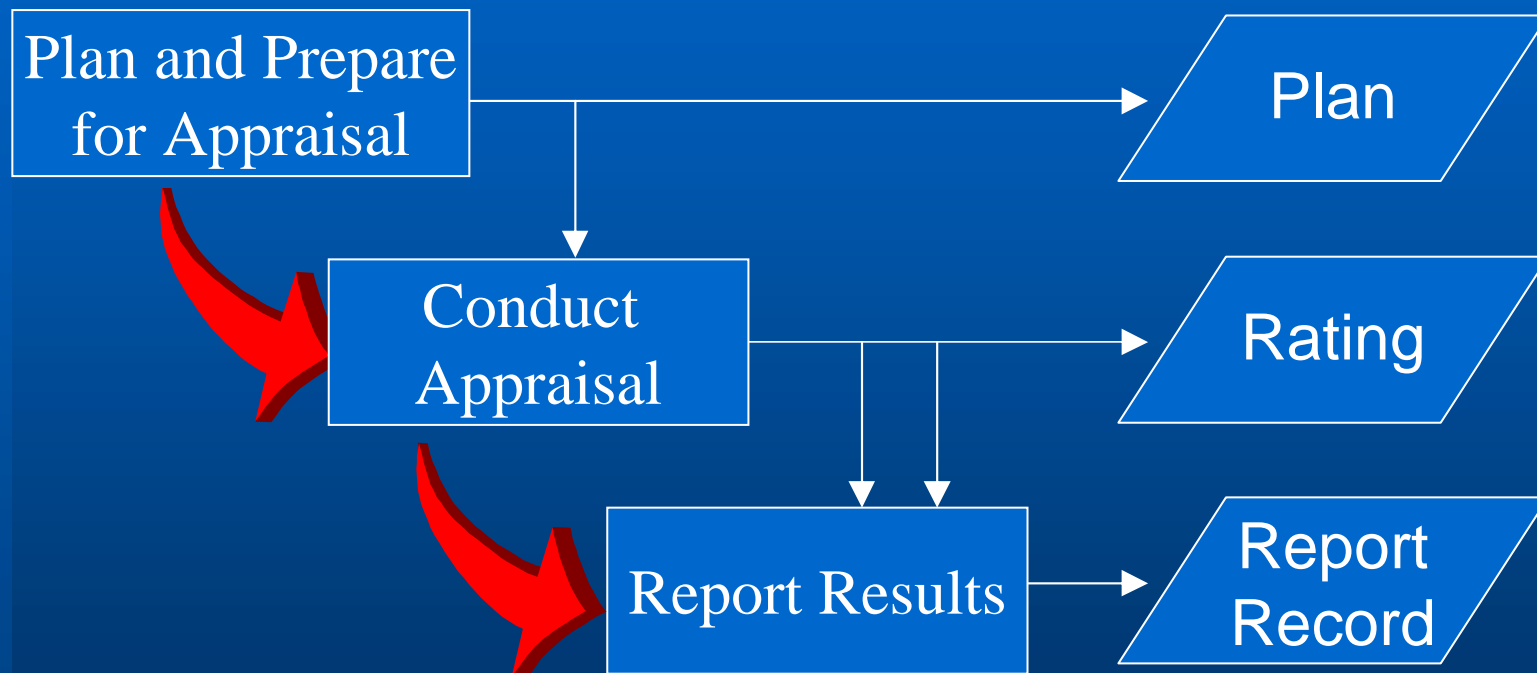 Plan and Prepare
for Appraisal
Plan
Conduct
Appraisal
Rating
Report Results
Report
Record